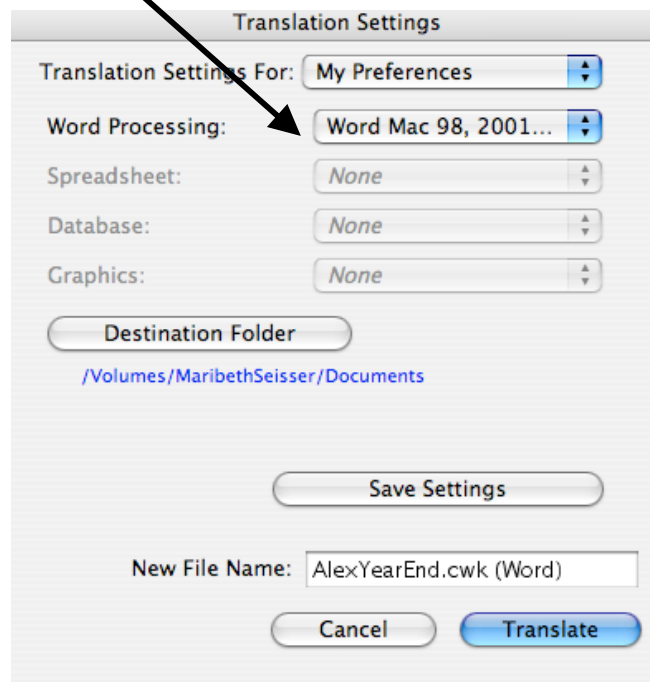 Translation Settings
Translation Settings For: My Preferences
Word Processing: Word Mac 98, 2001...
Spreadsheet: None
Database: None
Graphics: None
Destination Folder
/Volumes/MaribethSeisser/Documents
Save Settings
New File Name: AlexYearEnd.cwk (Word)
Cancel Translate